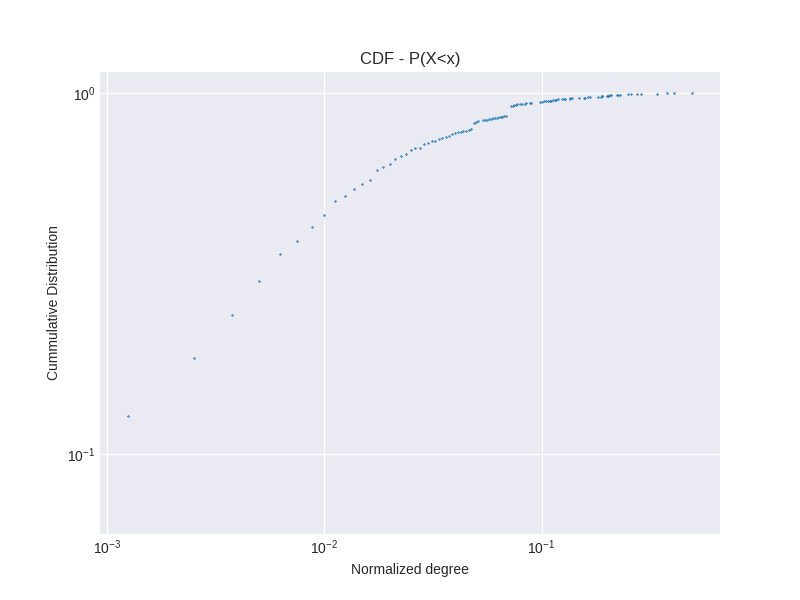 CDF - P(X<x)
Cummulative Distribution
10⁰
10⁻¹
10⁻³
10⁻²
10⁻¹
Normalized degree